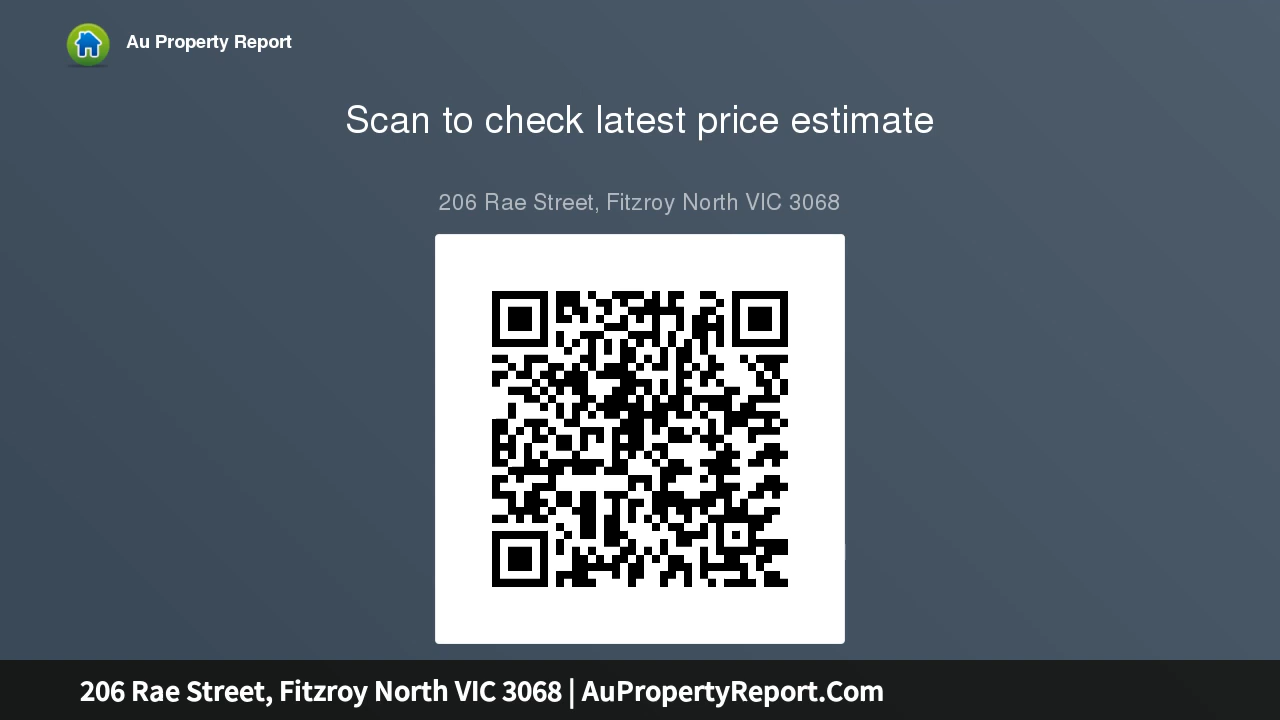 Au Property Report
Scan to check latest price estimate
206 Rae Street, Fitzroy North VIC 3068
206 Rae Street, Fitzroy North VIC 3068 | AuPropertyReport.Com